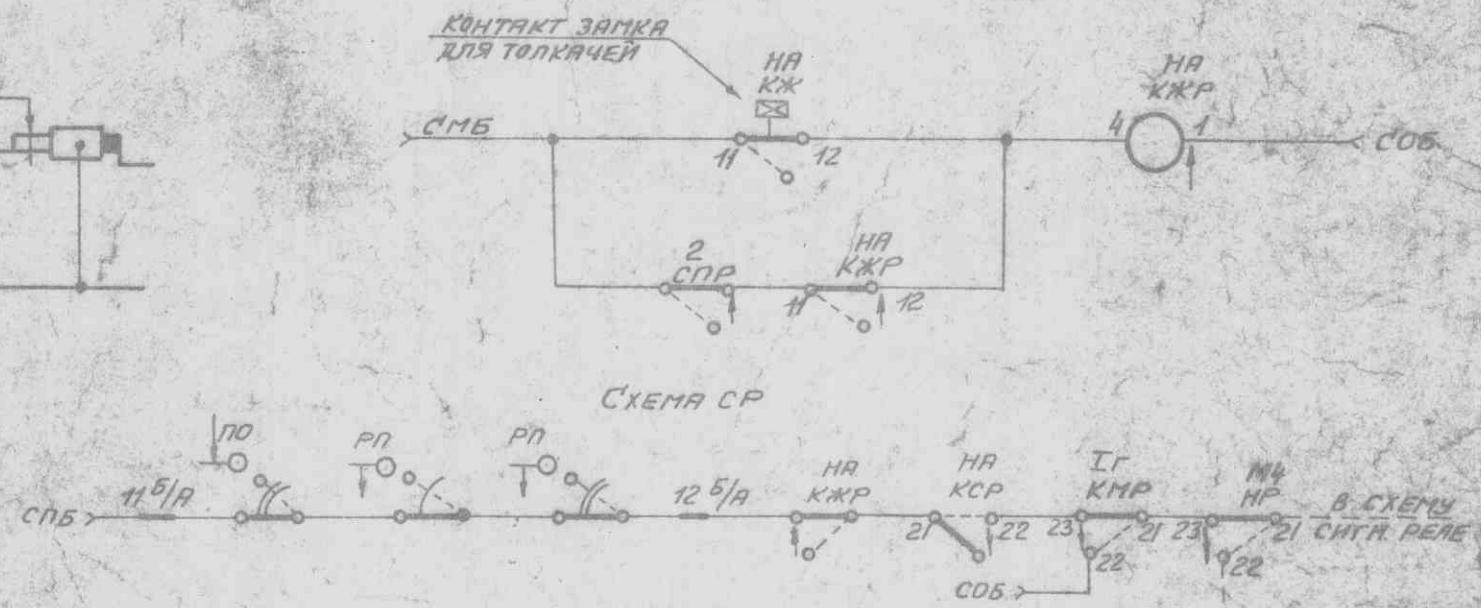 КОНТАКТ ЗАМКА
ДЛЯ ТОЛКАЧЕЙ
НА
КЖ
НА
КЖР
СМБ
11
12
4
1
СОБ
2
СПР
НА
КЖР
11
12
СХЕМА СР
ПО
РП
РП
НА
КЖР
НА
КСР
Iг
КМР
М4
НР
СПБ
11 Б/А
12 Б/А
21
22
23
21
22
23
21
22
В СХЕМУ
СИГН. РЕЛЕ
СОБ